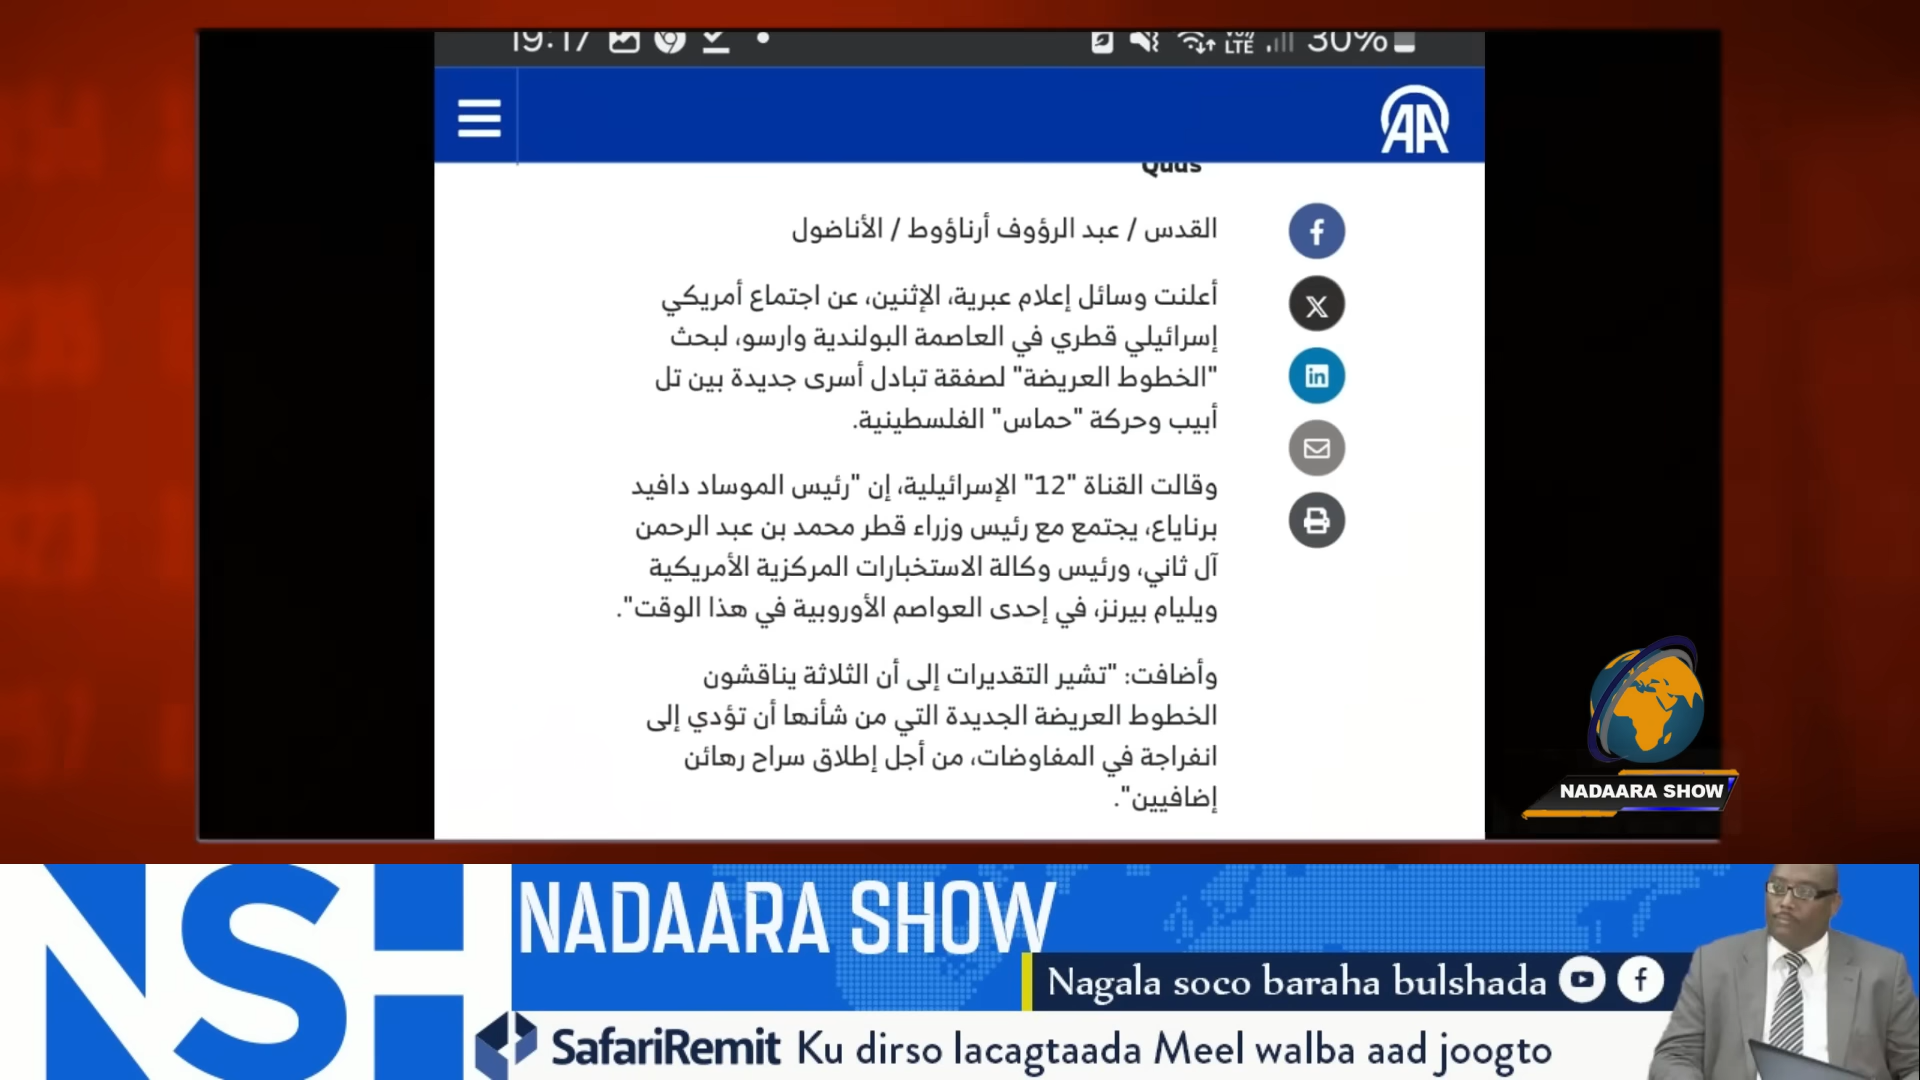 19:17
VoLTE
30%
AA
Quds
القدس / عبد الرؤوف أرناؤوط / الأناضول
أعلنت وسائل إعلام عبرية، الإثنين، عن اجتماع أمريكي
إسرائيلي قطري في العاصمة البولندية وارسو، لبحث
"الخطوط العريضة" لصفقة تبادل أسرى جديدة بين تل
أبيب وحركة "حماس" الفلسطينية.
وقالت القناة "12" الإسرائيلية، إن "رئيس الموساد دافيد
برناياع، يجتمع مع رئيس وزراء قطر محمد بن عبد الرحمن
آل ثاني، ورئيس وكالة الاستخبارات المركزية الأمريكية
ويليام بيرنز، في إحدى العواصم الأوروبية في هذا الوقت".
وأضافت: "تشير التقديرات إلى أن الثلاثة يناقشون
الخطوط العريضة الجديدة التي من شأنها أن تؤدي إلى
انفراجة في المفاوضات، من أجل إطلاق سراح رهائن
إضافيين".
NADAARA SHOW
NSH
NADAARA SHOW
Nagala soco baraha bulshada
SafariRemit Ku dirso lacagtaada Meel walba aad joogto